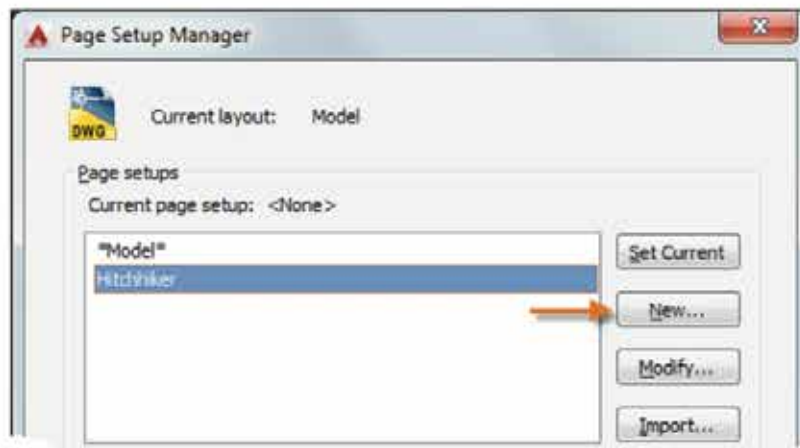 Page Setup Manager
DWG
Current layout: Model
Page setups
Current page setup: <None>
*Model*
Hitchhiker
Set Current
New...
Modify...
Import...